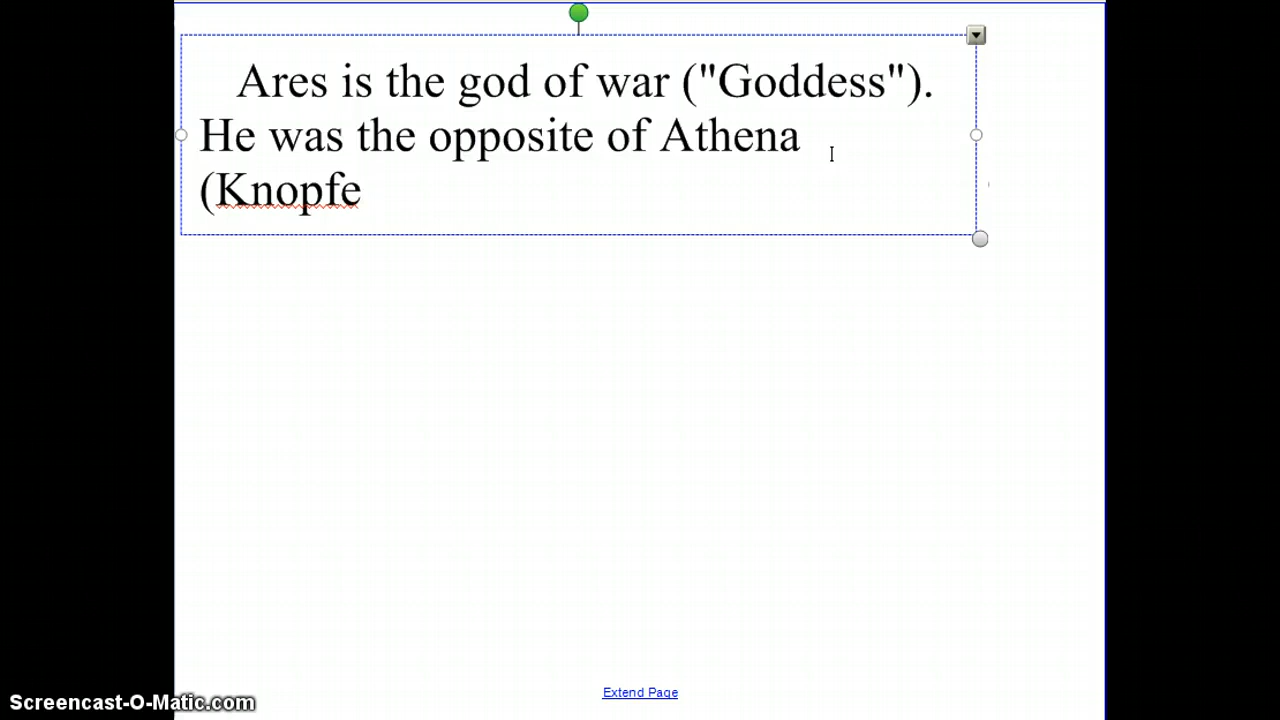 Ares is the god of war ("Goddess").
He was the opposite of Athena
(Knopfe
Extend Page
Screencast-O-Matic.com